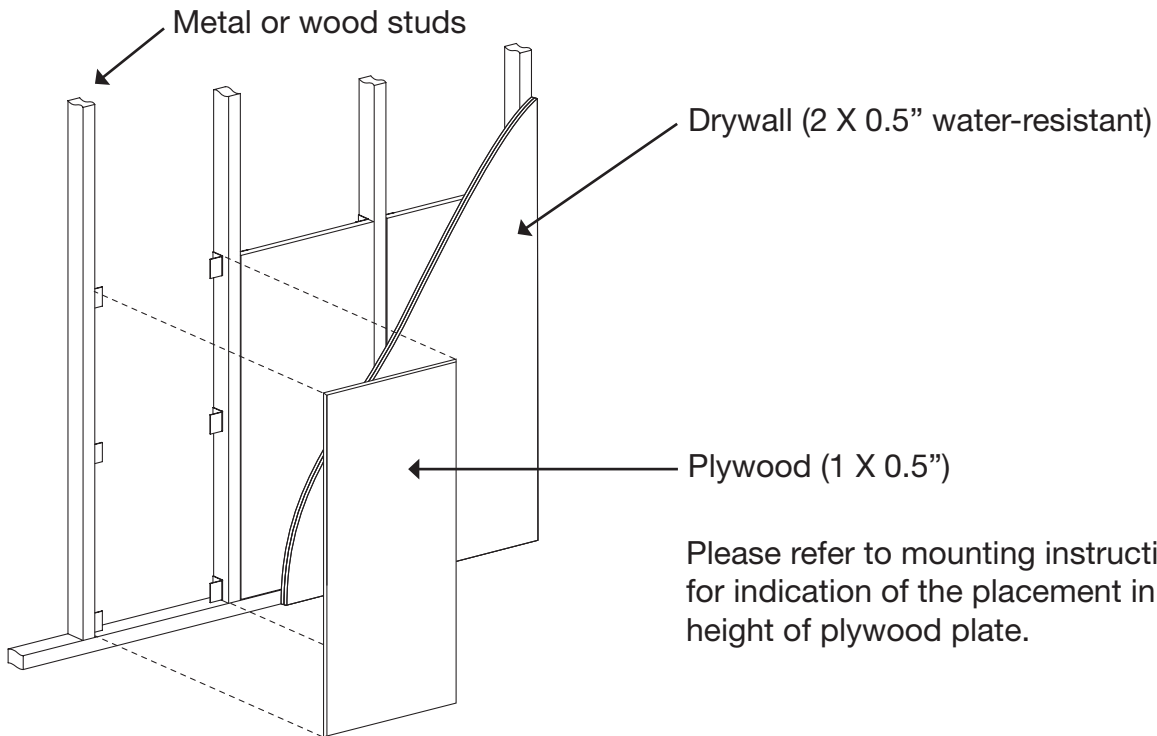 Metal or wood studs
Drywall (2 X 0.5” water-resistant)
Plywood (1 X 0.5”)
Please refer to mounting instructi
for indication of the placement in
height of plywood plate.